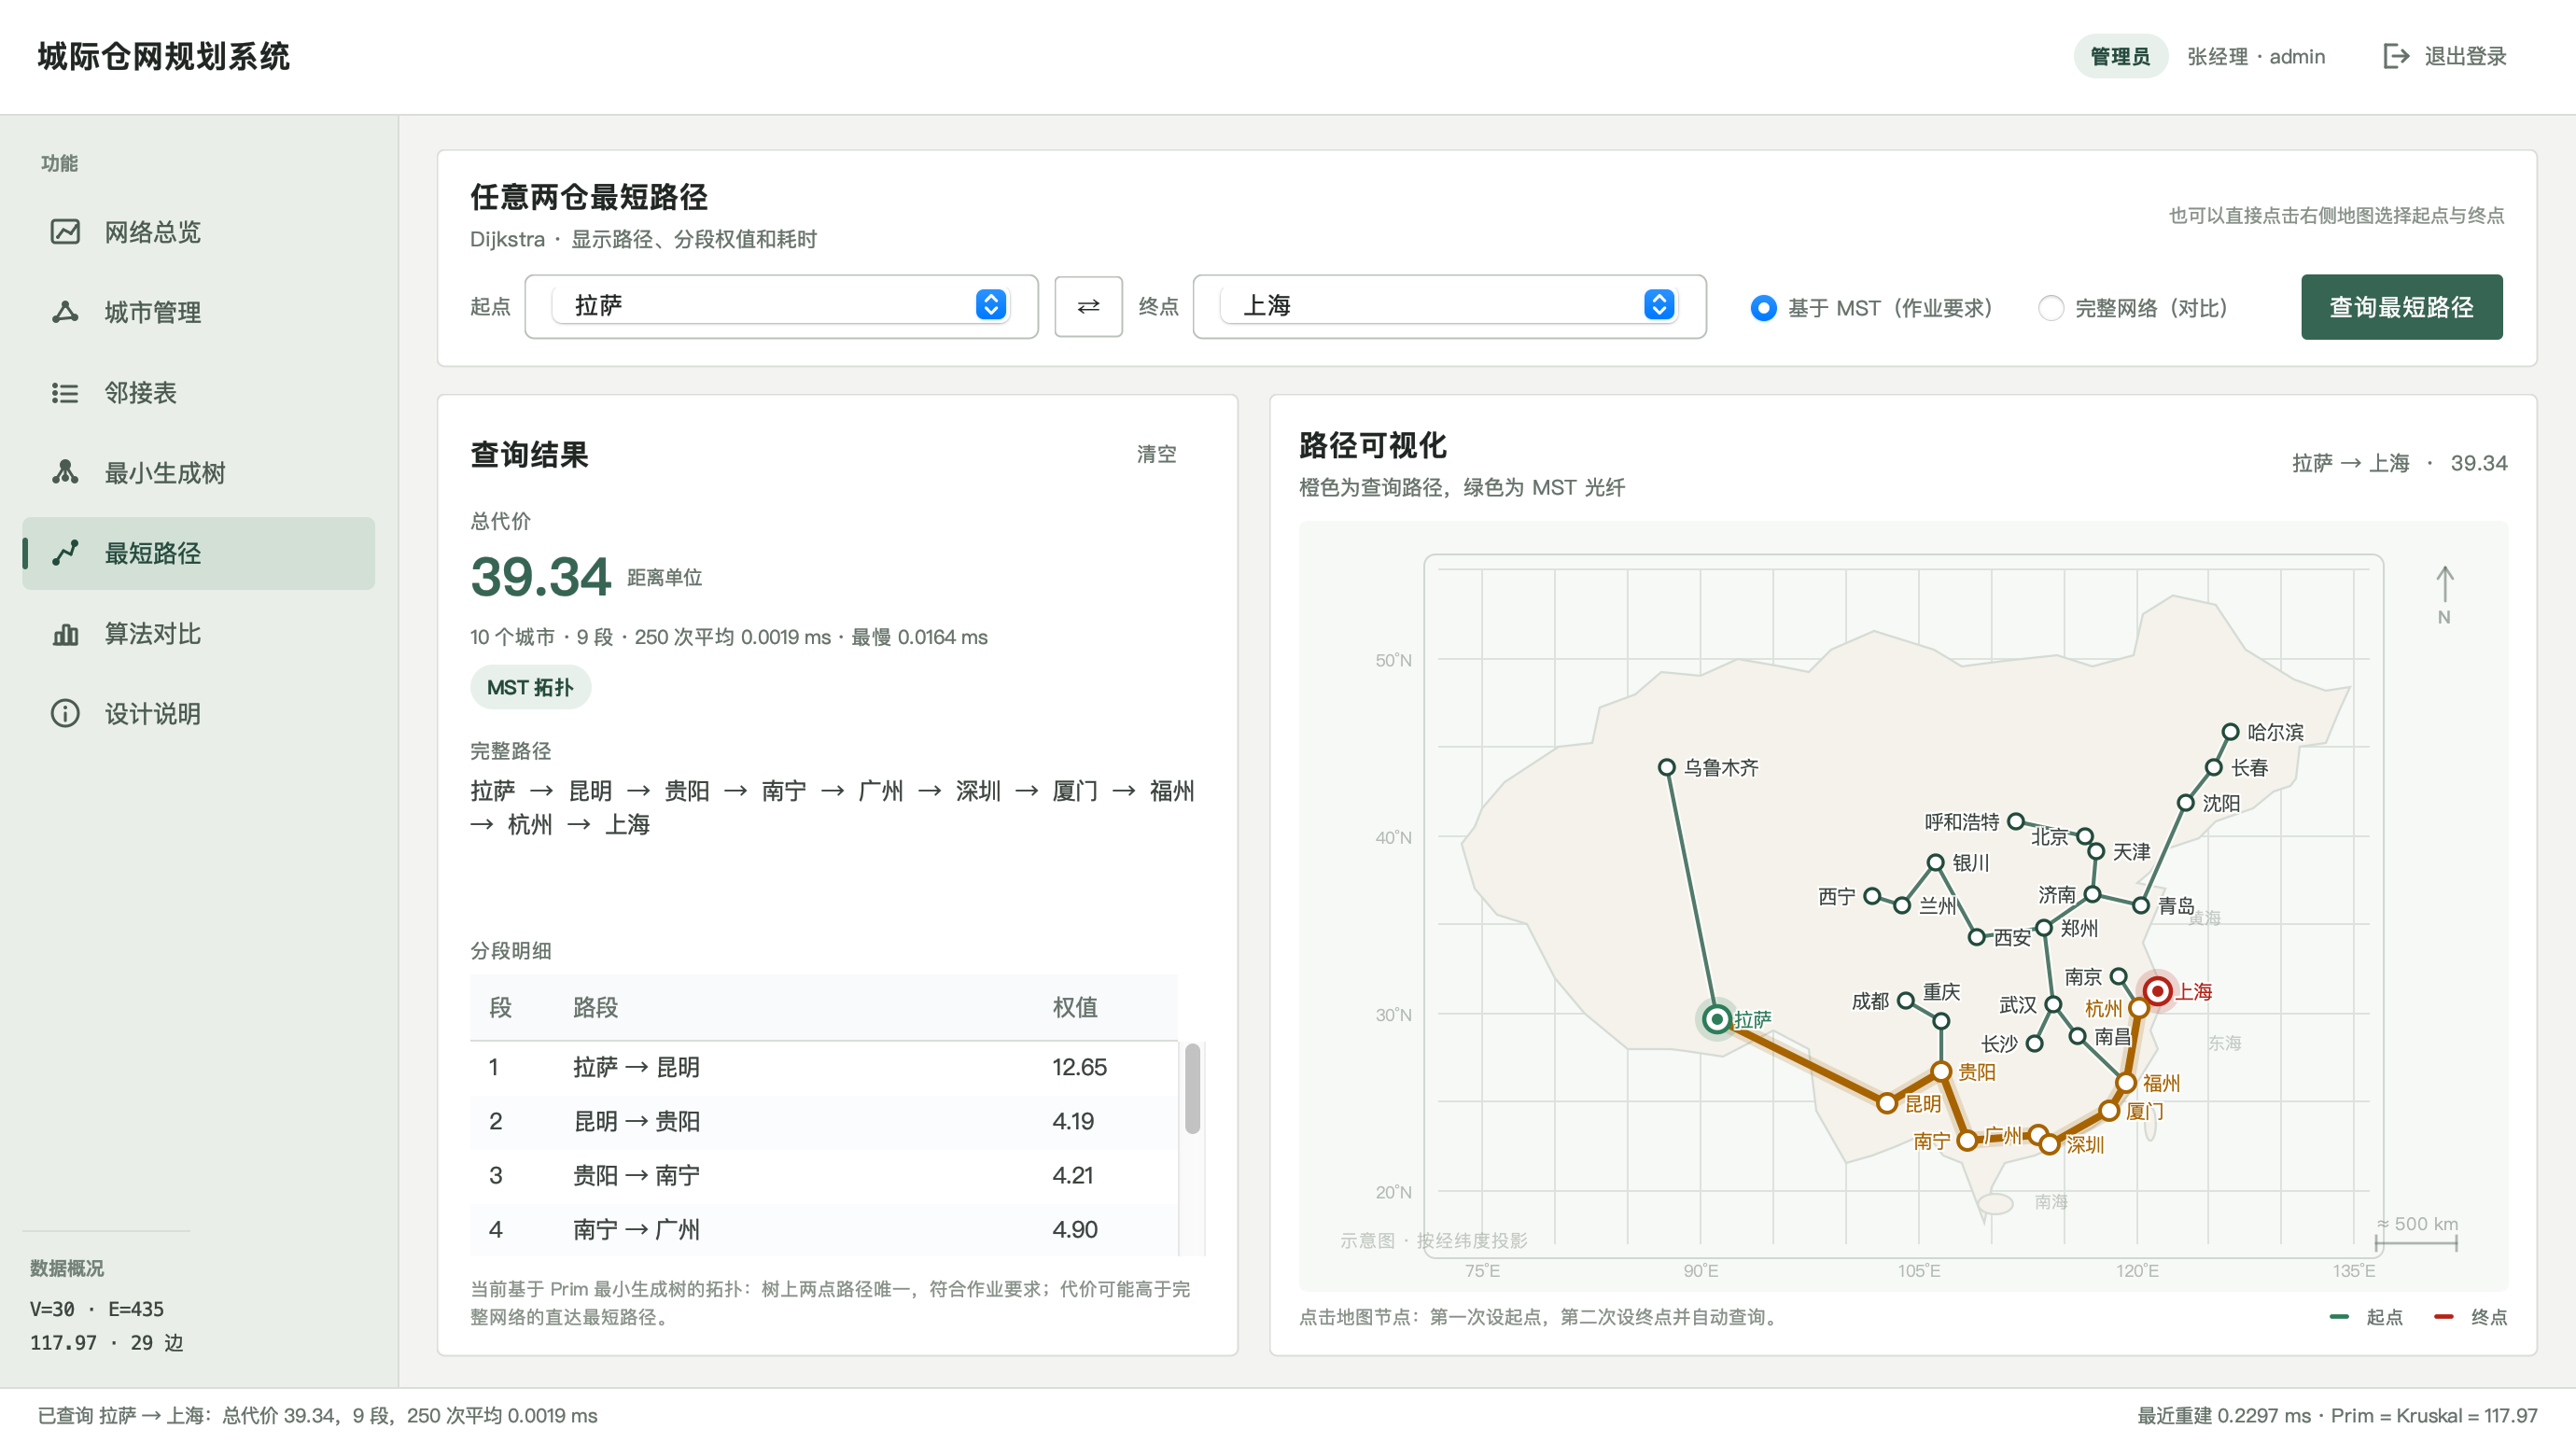 城际仓网规划系统
管理员 张经理 · admin 退出登录
功能
网络总览
城市管理
邻接表
最小生成树
最短路径
算法对比
设计说明
数据概况
V=30 · E=435
117.97 · 29 边
任意两仓最短路径
Dijkstra · 显示路径、分段权值和耗时
也可以直接点击右侧地图选择起点与终点
起点 拉萨 ⇄ 终点 上海 基于 MST（作业要求） 完整网络（对比） 查询最短路径
查询结果 清空
总代价
39.34 距离单位
10 个城市 · 9 段 · 250 次平均 0.0019 ms · 最慢 0.0164 ms
MST 拓扑
完整路径
拉萨 → 昆明 → 贵阳 → 南宁 → 广州 → 深圳 → 厦门 → 福州
→ 杭州 → 上海
分段明细
段 路段 权值
1 拉萨 → 昆明 12.65
2 昆明 → 贵阳 4.19
3 贵阳 → 南宁 4.21
4 南宁 → 广州 4.90
当前基于 Prim 最小生成树的拓扑：树上两点路径唯一，符合作业要求；代价可能高于完
整网络的直达最短路径。
路径可视化
橙色为查询路径，绿色为 MST 光纤
拉萨 → 上海 · 39.34
N
50°N
40°N
30°N
20°N
哈尔滨
乌鲁木齐
长春
沈阳
呼和浩特
北京
天津
银川
西宁
兰州
济南
青岛
黄海
西安
郑州
南京
上海
成都
重庆
武汉
杭州
拉萨
长沙
南昌
东海
贵阳
福州
昆明
厦门
南宁
广州
深圳
南海
≈ 500 km
示意图 · 按经纬度投影
75°E 90°E 105°E 120°E 135°E
点击地图节点：第一次设起点，第二次设终点并自动查询。
起点 终点
已查询 拉萨 → 上海：总代价 39.34，9 段，250 次平均 0.0019 ms
最近重建 0.2297 ms · Prim = Kruskal = 117.97